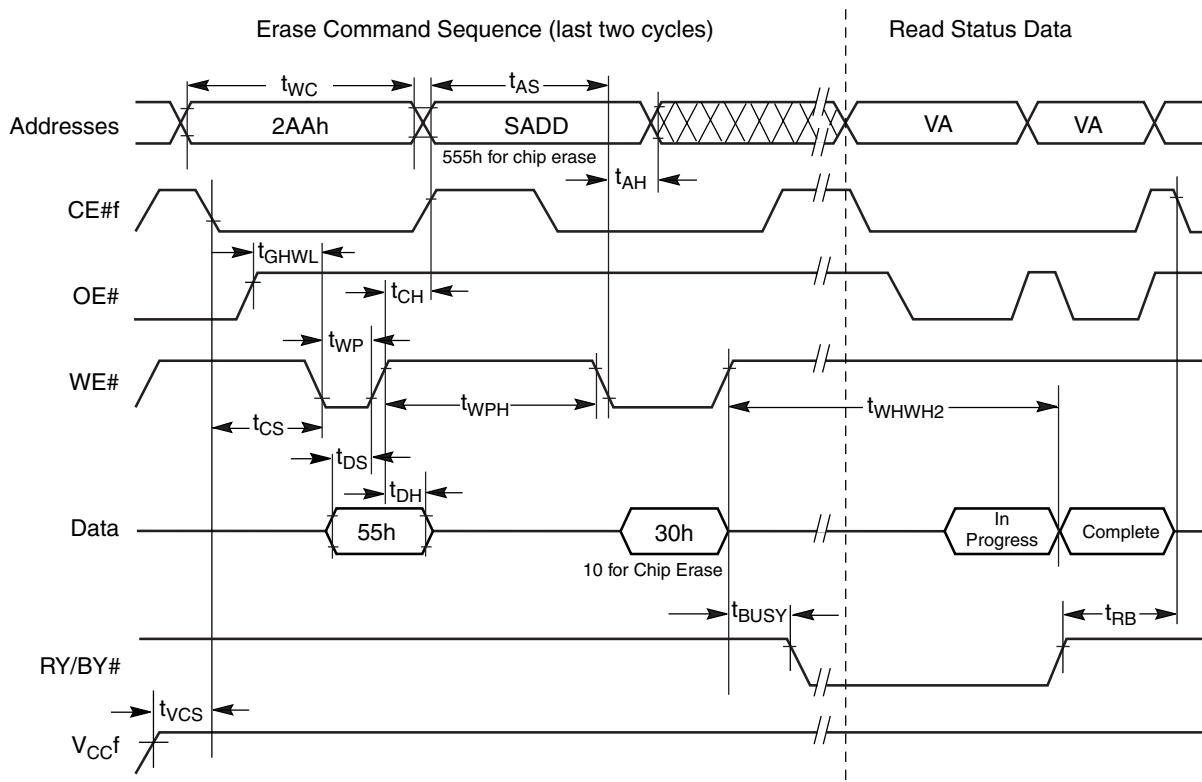 Erase Command Sequence (last two cycles)
Read Status Data
tWC
tAS
Addresses
2AAh
SADD
VA
VA
555h for chip erase
tAH
CE#f
tGHWL
OE#
tCH
tWP
WE#
tWPH
tWHWH2
tCS
tDS
tDH
Data
55h
30h
In
Progress
Complete
10 for Chip Erase
tBUSY
tRB
RY/BY#
tVCS
VCCf